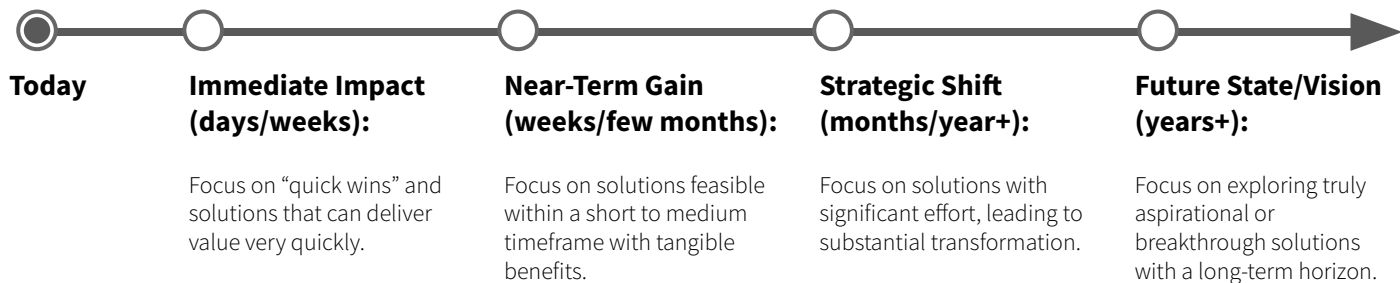 Today
Immediate Impact
(days/weeks):
Focus on “quick wins” and
solutions that can deliver
value very quickly.
Near-Term Gain
(weeks/few months):
Focus on solutions feasible
within a short to medium
timeframe with tangible
benefits.
Strategic Shift
(months/year+):
Focus on solutions with
significant effort, leading to
substantial transformation.
Future State/Vision
(years+):
Focus on exploring truly
aspirational or
breakthrough solutions
with a long-term horizon.